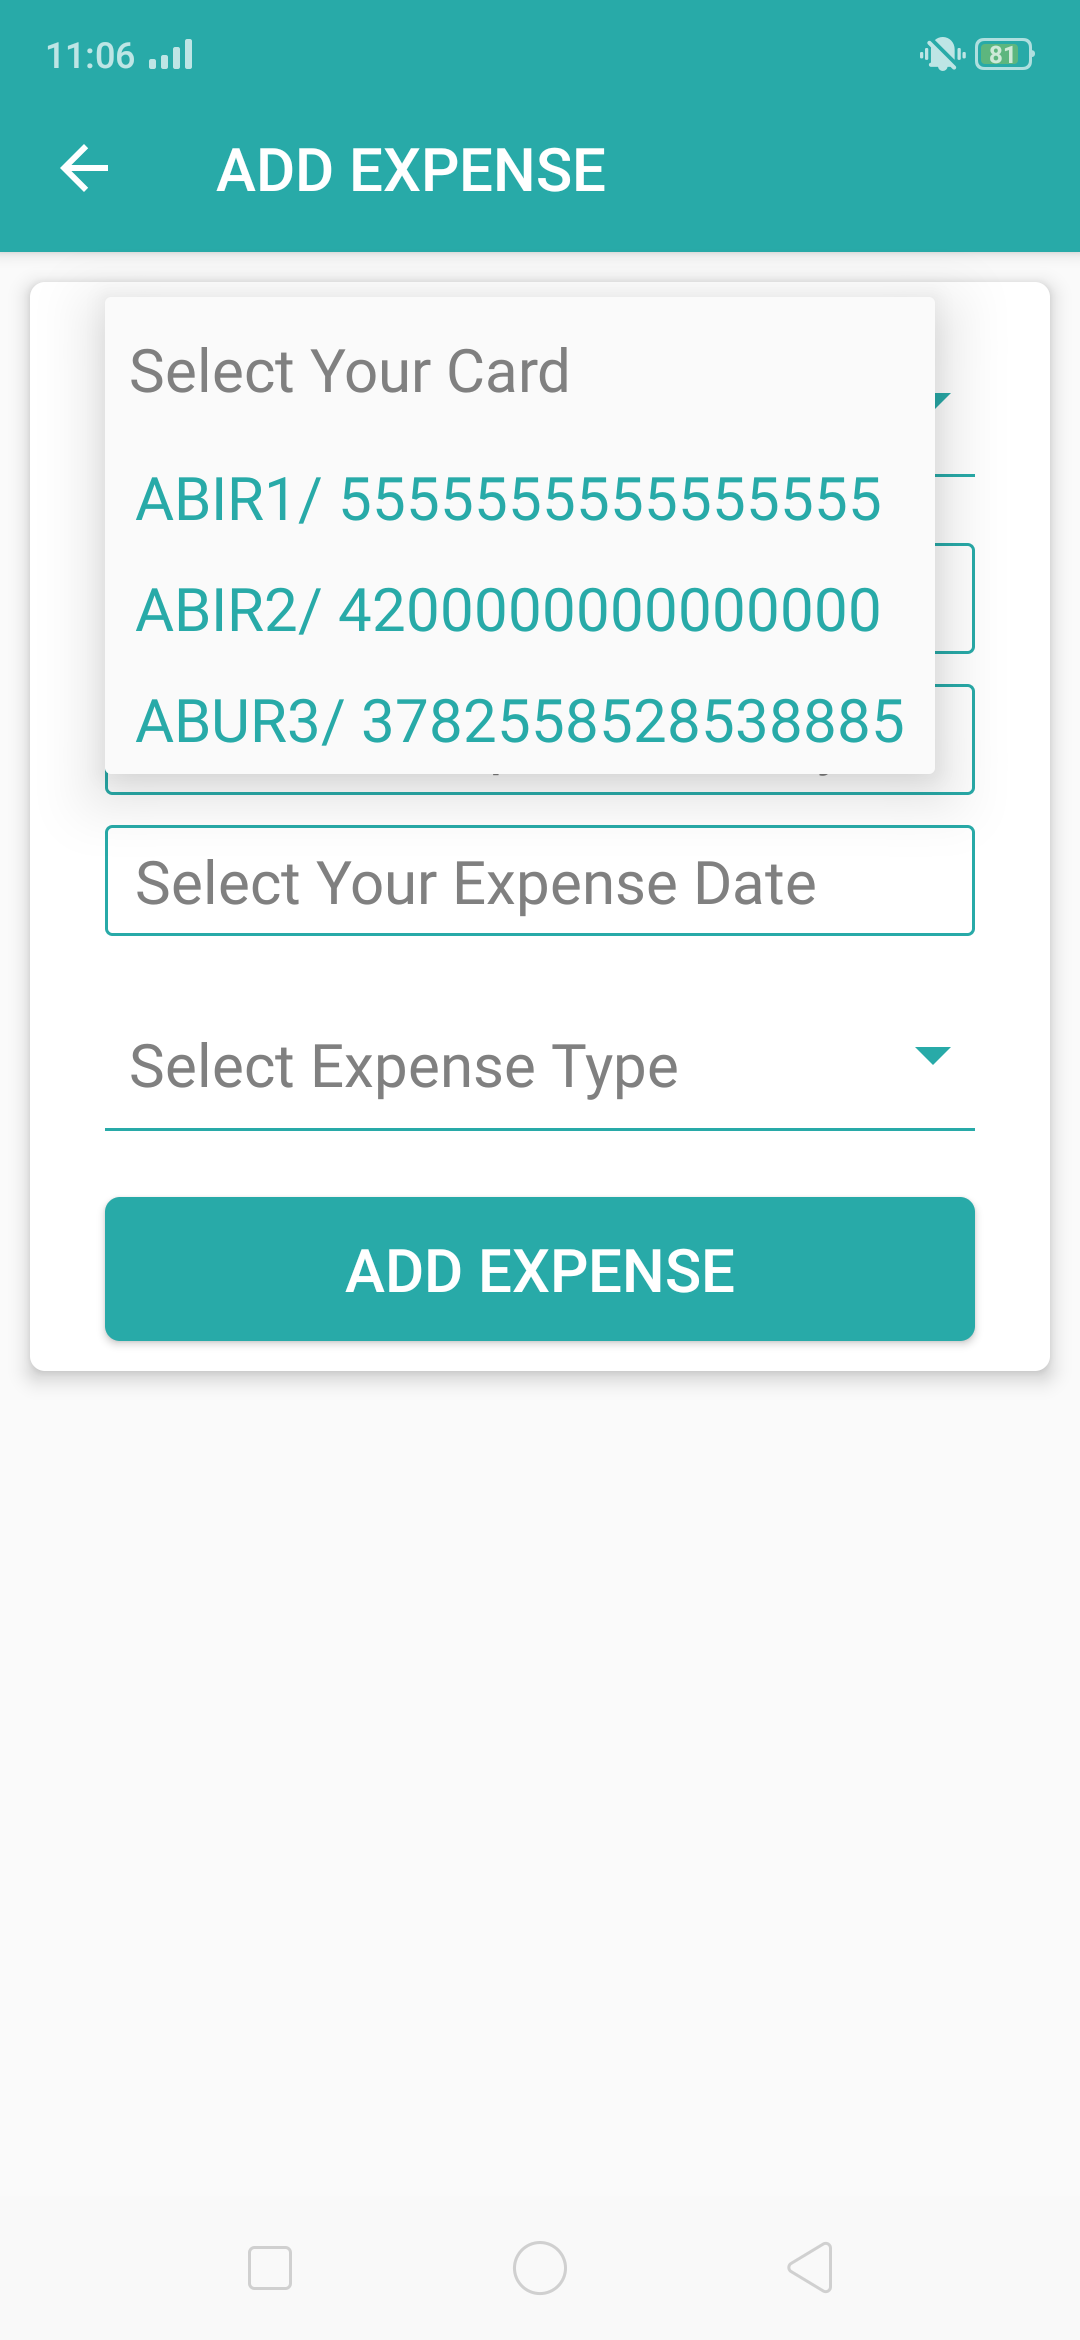 11:06
81
ADD EXPENSE
Select Your Card
ABIR1/ 5555555555555555
ABIR2/ 4200000000000000
ABUR3/ 3782558528538885
Select Your Expense Date
Select Expense Type
ADD EXPENSE